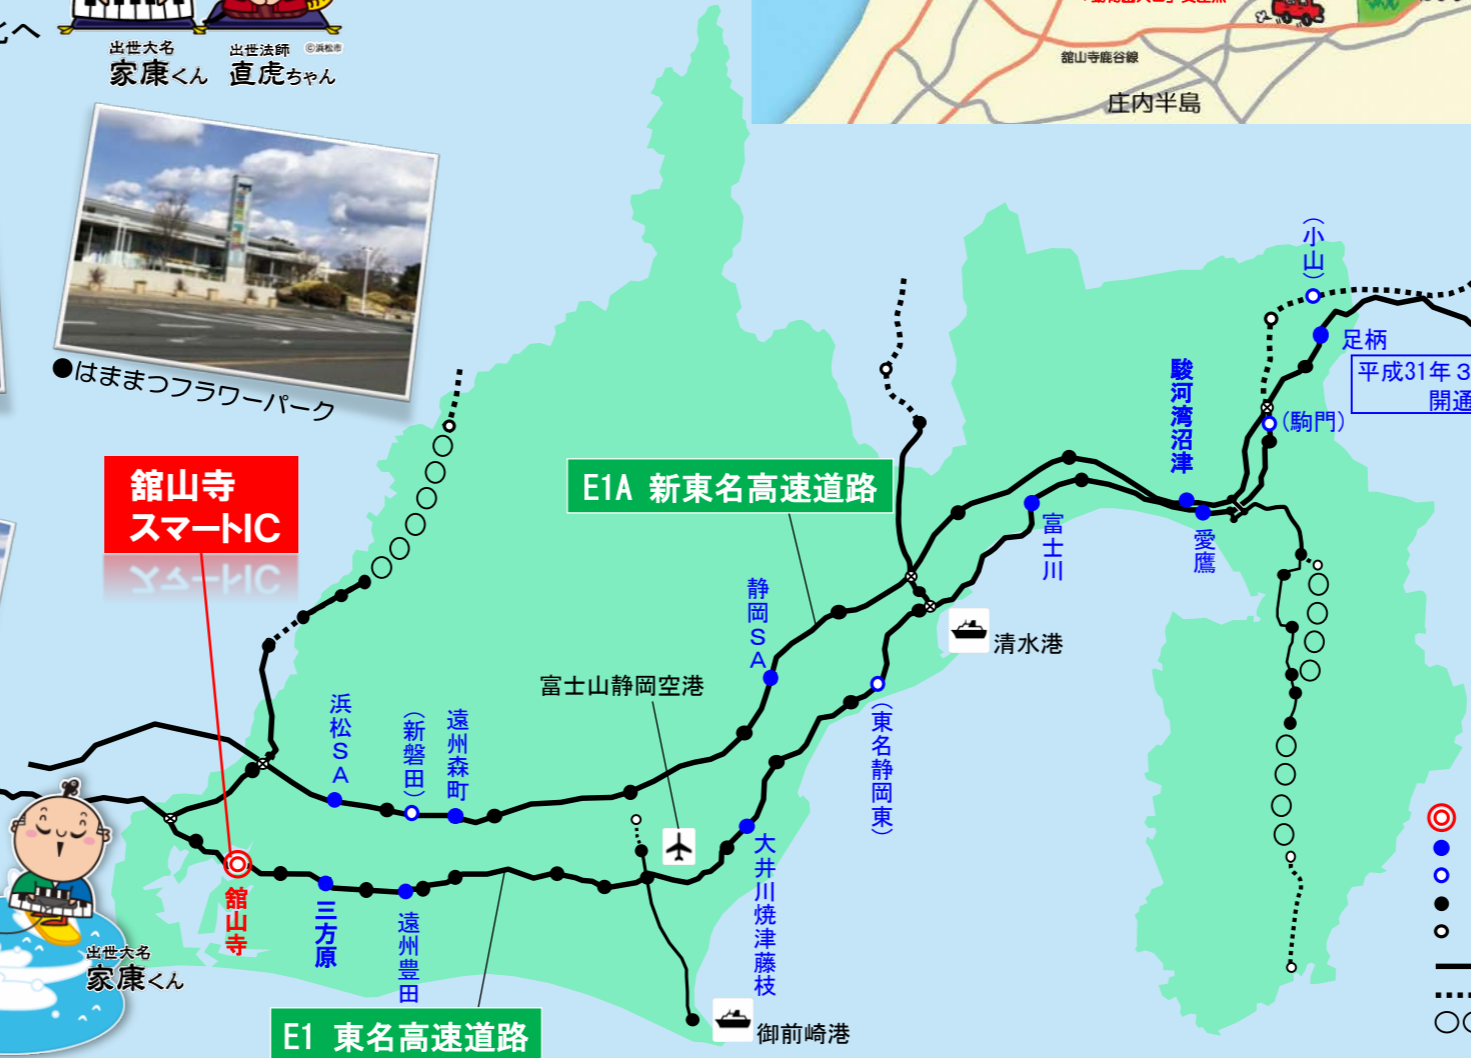 出世大名
家康くん
出世法師 ©浜松市
直虎ちゃん
舘山寺鹿谷線
庄内半島
●はままつフラワーパーク
(小山)
足柄
平成31年3
開通
(駒門)
駿河湾沼津
愛鷹
富士川
舘山寺
スマートIC
E1A 新東名高速道路
静岡SA
清水港
富士山静岡空港
(東名静岡東)
浜松SA
(新磐田)
遠州森町
大井川焼津藤枝
舘山寺
三方原
遠州豊田
出世大名
家康くん
E1 東名高速道路
御前崎港